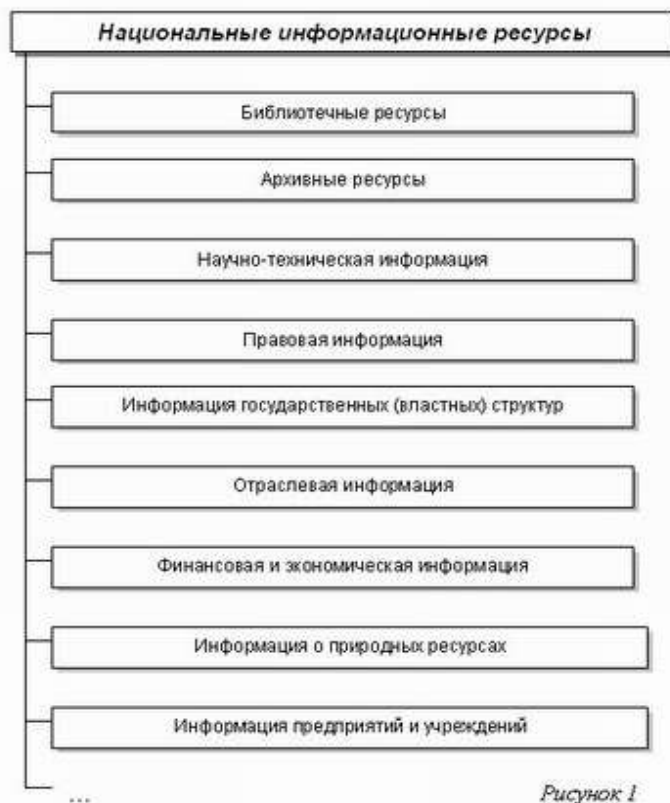 Национальные информационные ресурсы
Библиотечные ресурсы
Архивные ресурсы
Научно-техническая информация
Правовая информация
Информация государственных (властных) структур
Отраслевая информация
Финансовая и экономическая информация
Информация о природных ресурсах
Информация предприятий и учреждений
...
Рисунок 1